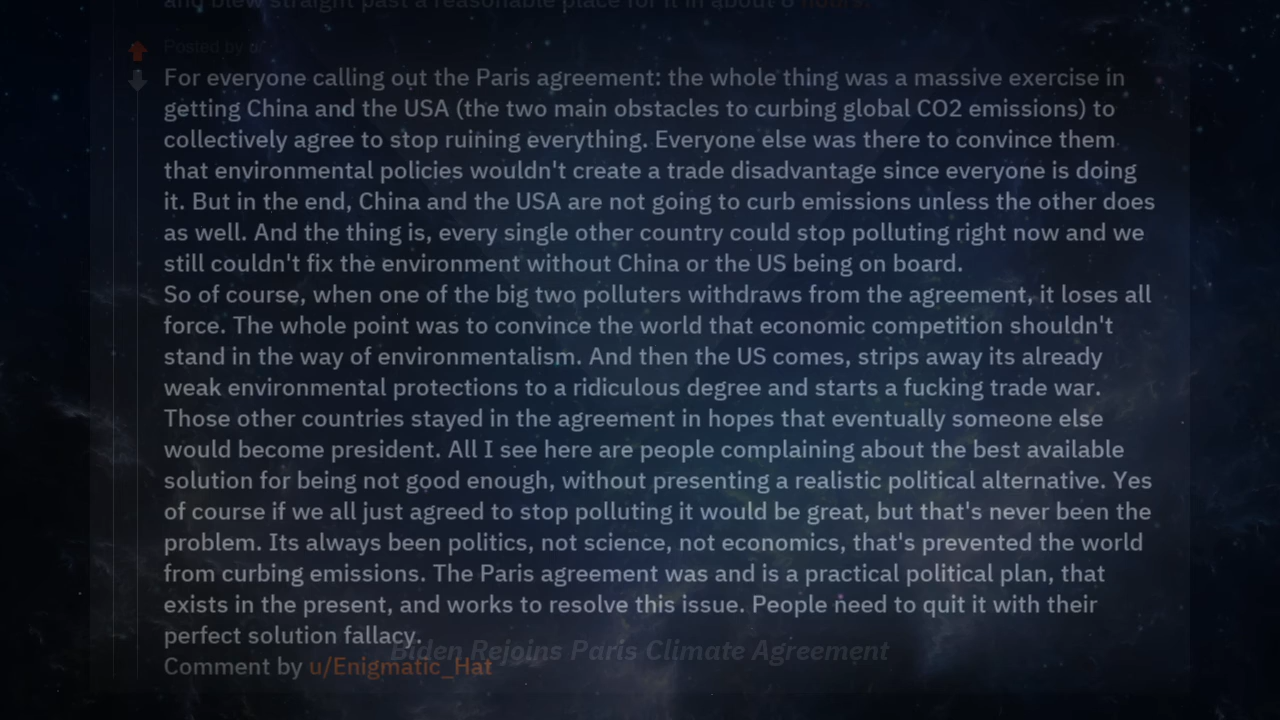 and blew straight past a reasonable place for it in about 8 hours.
Posted by
For everyone calling out the Paris agreement: the whole thing was a massive exercise in
getting China and the USA (the two main obstacles to curbing global CO2 emissions) to
collectively agree to stop ruining everything. Everyone else was there to convince them
that environmental policies wouldn't create a trade disadvantage since everyone is doing
it. But in the end, China and the USA are not going to curb emissions unless the other does
as well. And the thing is, every single other country could stop polluting right now and we
still couldn't fix the environment without China or the US being on board.
So of course, when one of the big two polluters withdraws from the agreement, it loses all
force. The whole point was to convince the world that economic competition shouldn't
stand in the way of environmentalism. And then the US comes, strips away its already
weak environmental protections to a ridiculous degree and starts a fucking trade war.
Those other countries stayed in the agreement in hopes that eventually someone else
would become president. All I see here are people complaining about the best available
solution for being not good enough, without presenting a realistic political alternative. Yes
of course if we all just agreed to stop polluting it would be great, but that's never been the
problem. Its always been politics, not science, not economics, that's prevented the world
from curbing emissions. The Paris agreement was and is a practical political plan, that
exists in the present, and works to resolve this issue. People need to quit it with their
perfect solution fallacy.
Biden Rejoins Paris Climate Agreement
Comment by u/Enigmatic_Hat